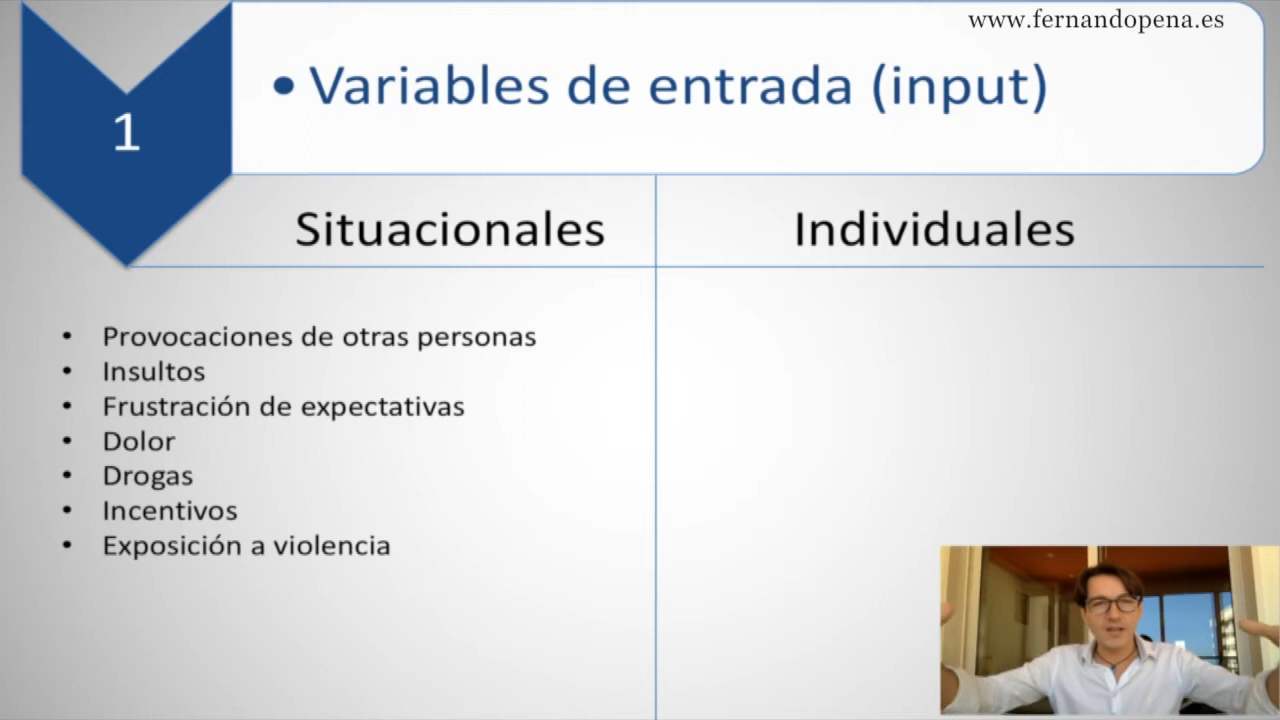 www.fernandopena.es
1
• Variables de entrada (input)
Situacionales
Individuales
• Provocaciones de otras personas
• Insultos
• Frustración de expectativas
• Dolor
• Drogas
• Incentivos
• Exposición a violencia